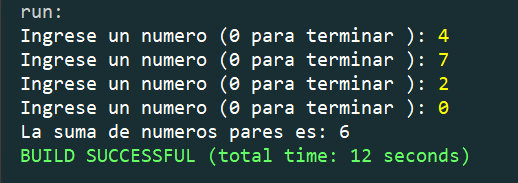 run:
Ingrese un numero (0 para terminar ): 4
Ingrese un numero (0 para terminar ): 7
Ingrese un numero (0 para terminar ): 2
Ingrese un numero (0 para terminar ): 0
La suma de numeros pares es: 6
BUILD SUCCESSFUL (total time: 12 seconds)